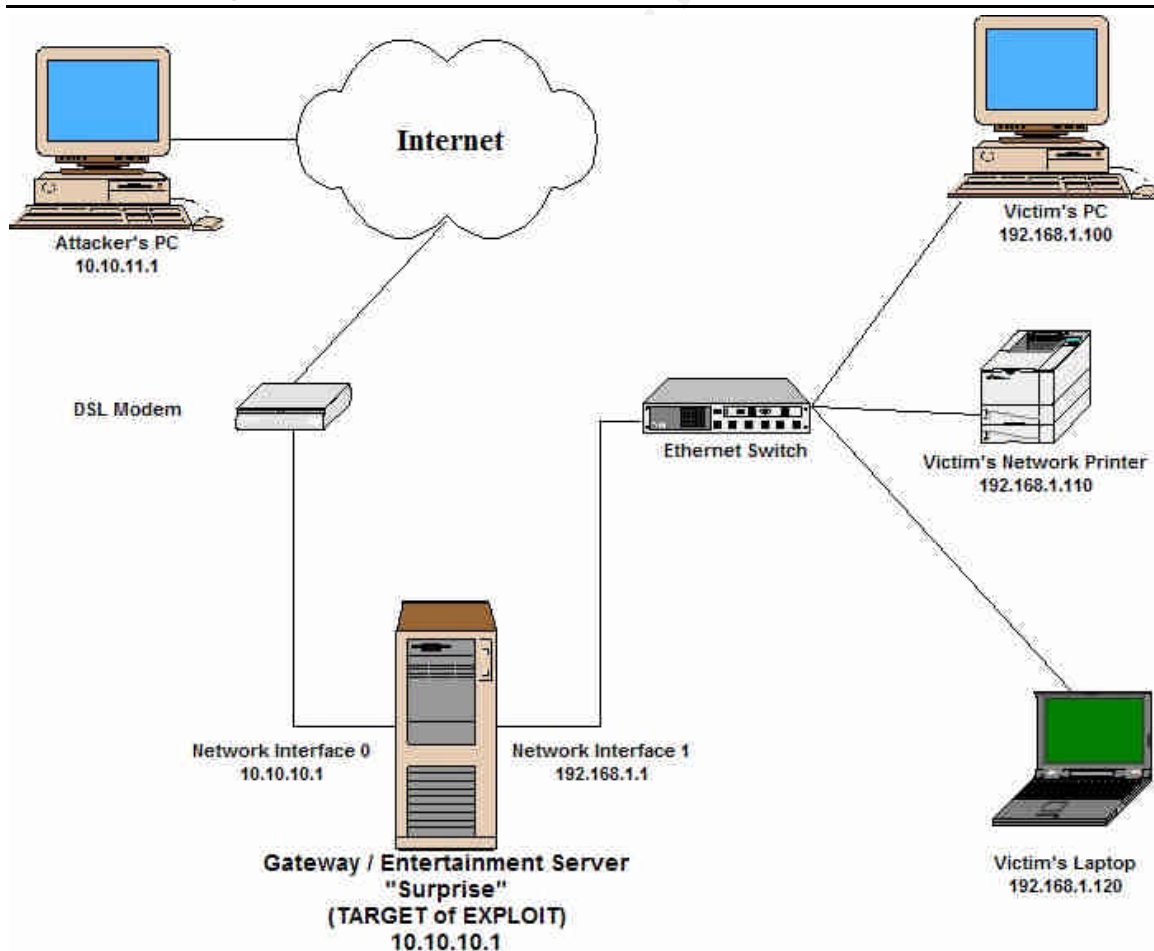 Internet
Attacker's PC
10.10.11.1
Victim's PC
192.168.1.100
DSL Modem
Ethernet Switch
Victim's Network Printer
192.168.1.110
Network Interface 0
10.10.10.1
Network Interface 1
192.168.1.1
Gateway / Entertainment Server
"Surprise"
(TARGET of EXPLOIT)
10.10.10.1
Victim's Laptop
192.168.1.120